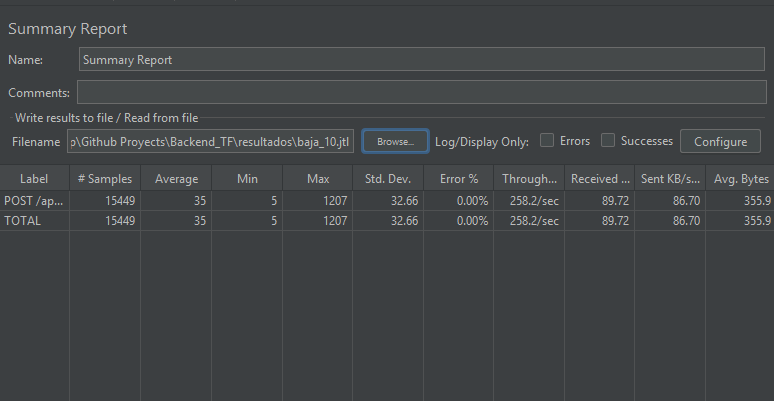 Summary Report
Name: Summary Report
Comments:
Write results to file / Read from file
Filename ɔ\Github Proyects\Backend_TF\resultados\baja_10.jtl Browse... Log/Display Only: Errors Successes Configure
Label # Samples Average Min Max Std. Dev. Error % Through... Received ... Sent KB/s... Avg. Bytes
POST /ap... 15449 35 5 1207 32.66 0.00% 258.2/sec 89.72 86.70 355.9
TOTAL 15449 35 5 1207 32.66 0.00% 258.2/sec 89.72 86.70 355.9